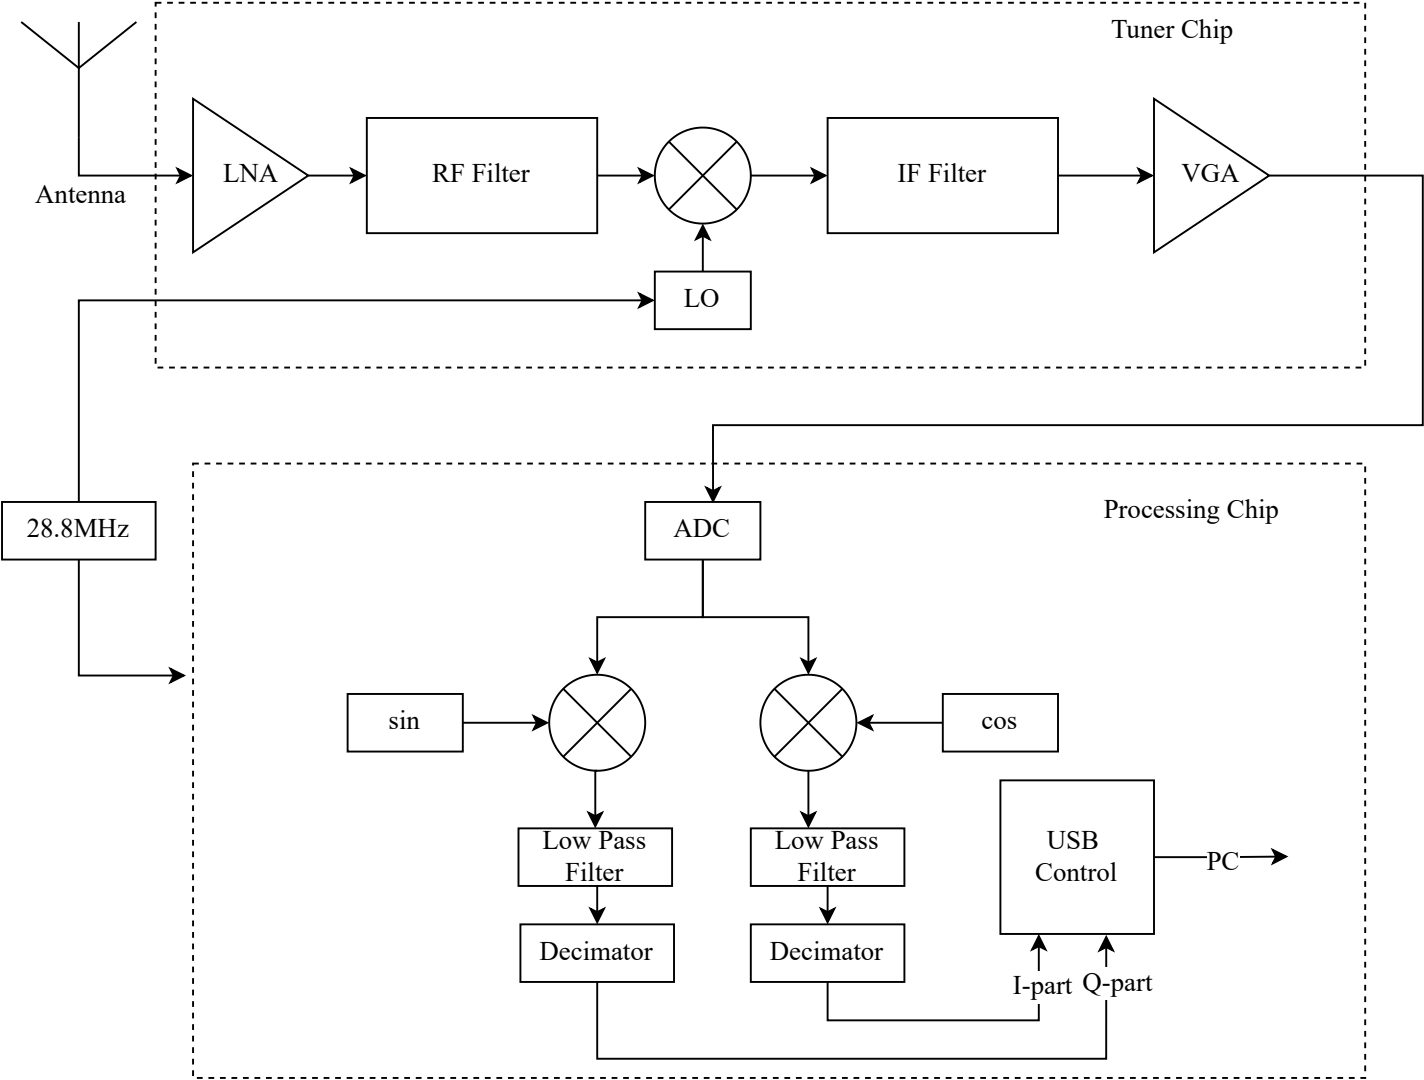 Tuner Chip
Antenna
LNA
RF Filter
IF Filter
VGA
LO
28.8MHz
Processing Chip
ADC
sin
cos
Low Pass
Filter
Low Pass
Filter
USB
Control
PC
Decimator
Decimator
I-part
Q-part